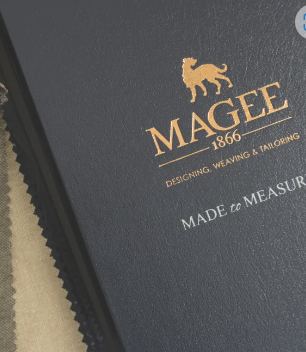 MAGEE
1866
DESIGNING, WEAVING & TAILORING
MADE to MEASUR